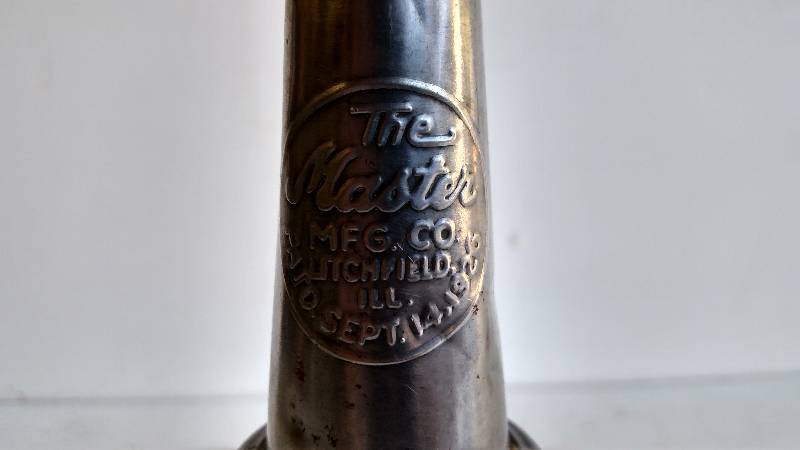 The
Master
MFG. CO.
LITCHFIELD,
ILL.
PAT'D. SEPT. 14, 1926